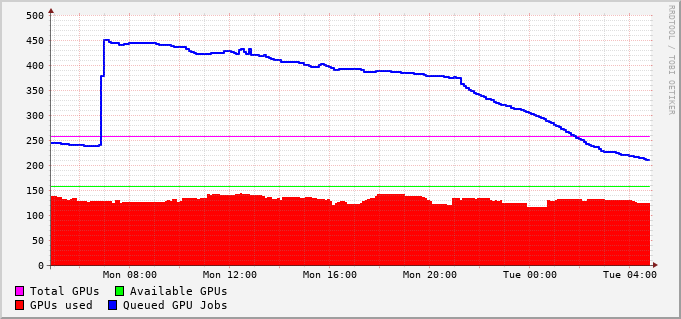 500
450
400
350
300
250
200
150
100
50
0
Mon 08:00 Mon 12:00 Mon 16:00 Mon 20:00 Tue 00:00 Tue 04:00
Total GPUs Available GPUs
GPUs used Queued GPU Jobs
RRDTOOL / TOBI OETIKER